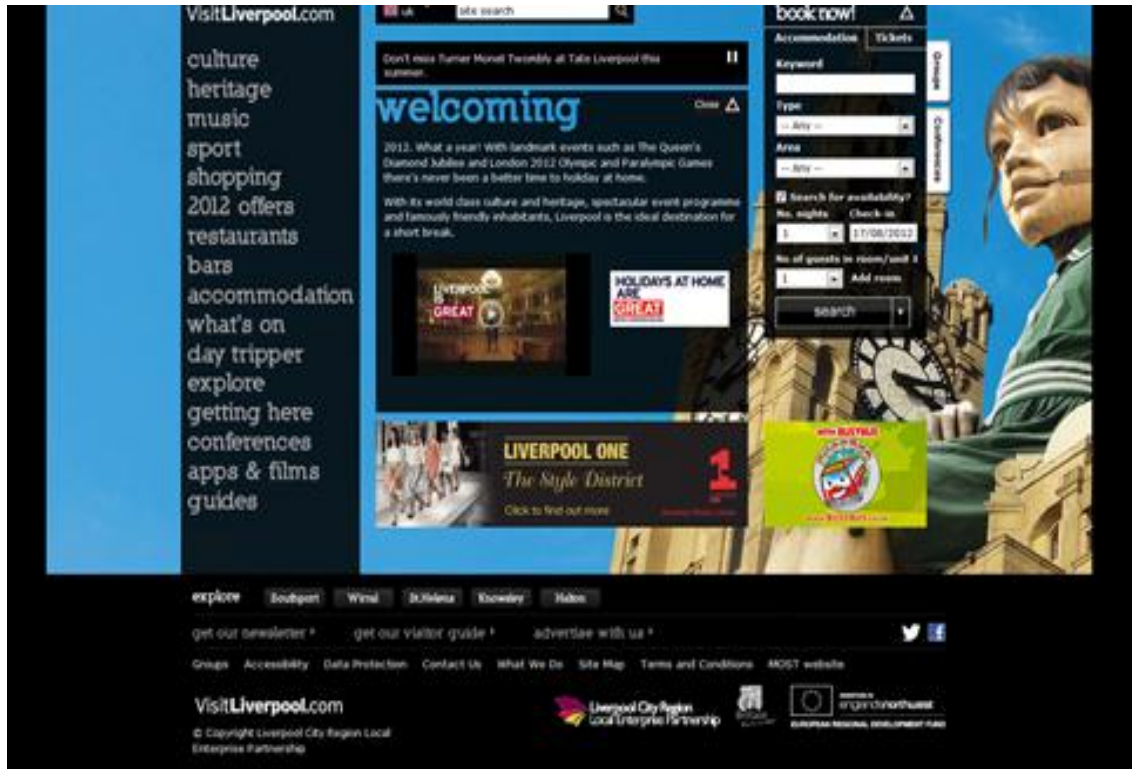 VisitLiverpool.com
culture
heritage
music
sport
shopping
2012 offers
restaurants
bars
accommodation
what's on
day tripper
explore
getting here
conferences
apps & films
guides
uk
site search
Don't miss Turner Monet Twombly at Tate Liverpool this
summer.
welcoming
Close
2012. What a year! With landmark events such as The Queen's
Diamond Jubilee and London 2012 Olympic and Paralympic Games
there's never been a better time to holiday at home.
With its world class culture and heritage, spectacular event programme
and famously friendly inhabitants, Liverpool is the ideal destination for
a short break.
LIVERPOOL
IS
GREAT
HOLIDAYS AT HOME
ARE
GREAT
book now!
Accommodation Tickets
Keyword
Type
-- Any --
Area
-- Any --
Search for availability?
No. nights Check-in
1 17/08/2012
No of guests in room/unit 1
1 Add room
search
Groups
Conferences
LIVERPOOL ONE
The Style District
Click to find out more
1
explore Southport Wirral St.Helens Knowsley Halton
get our newsletter get our visitor guide advertise with us
Groups Accessibility Data Protection Contact Us What We Do Site Map Terms and Conditions MOST website
VisitLiverpool.com
© Copyright Liverpool City Region Local
Enterprise Partnership
Liverpool City Region
Local Enterprise Partnership
englandsnorthwest
EUROPEAN REGIONAL DEVELOPMENT FUND